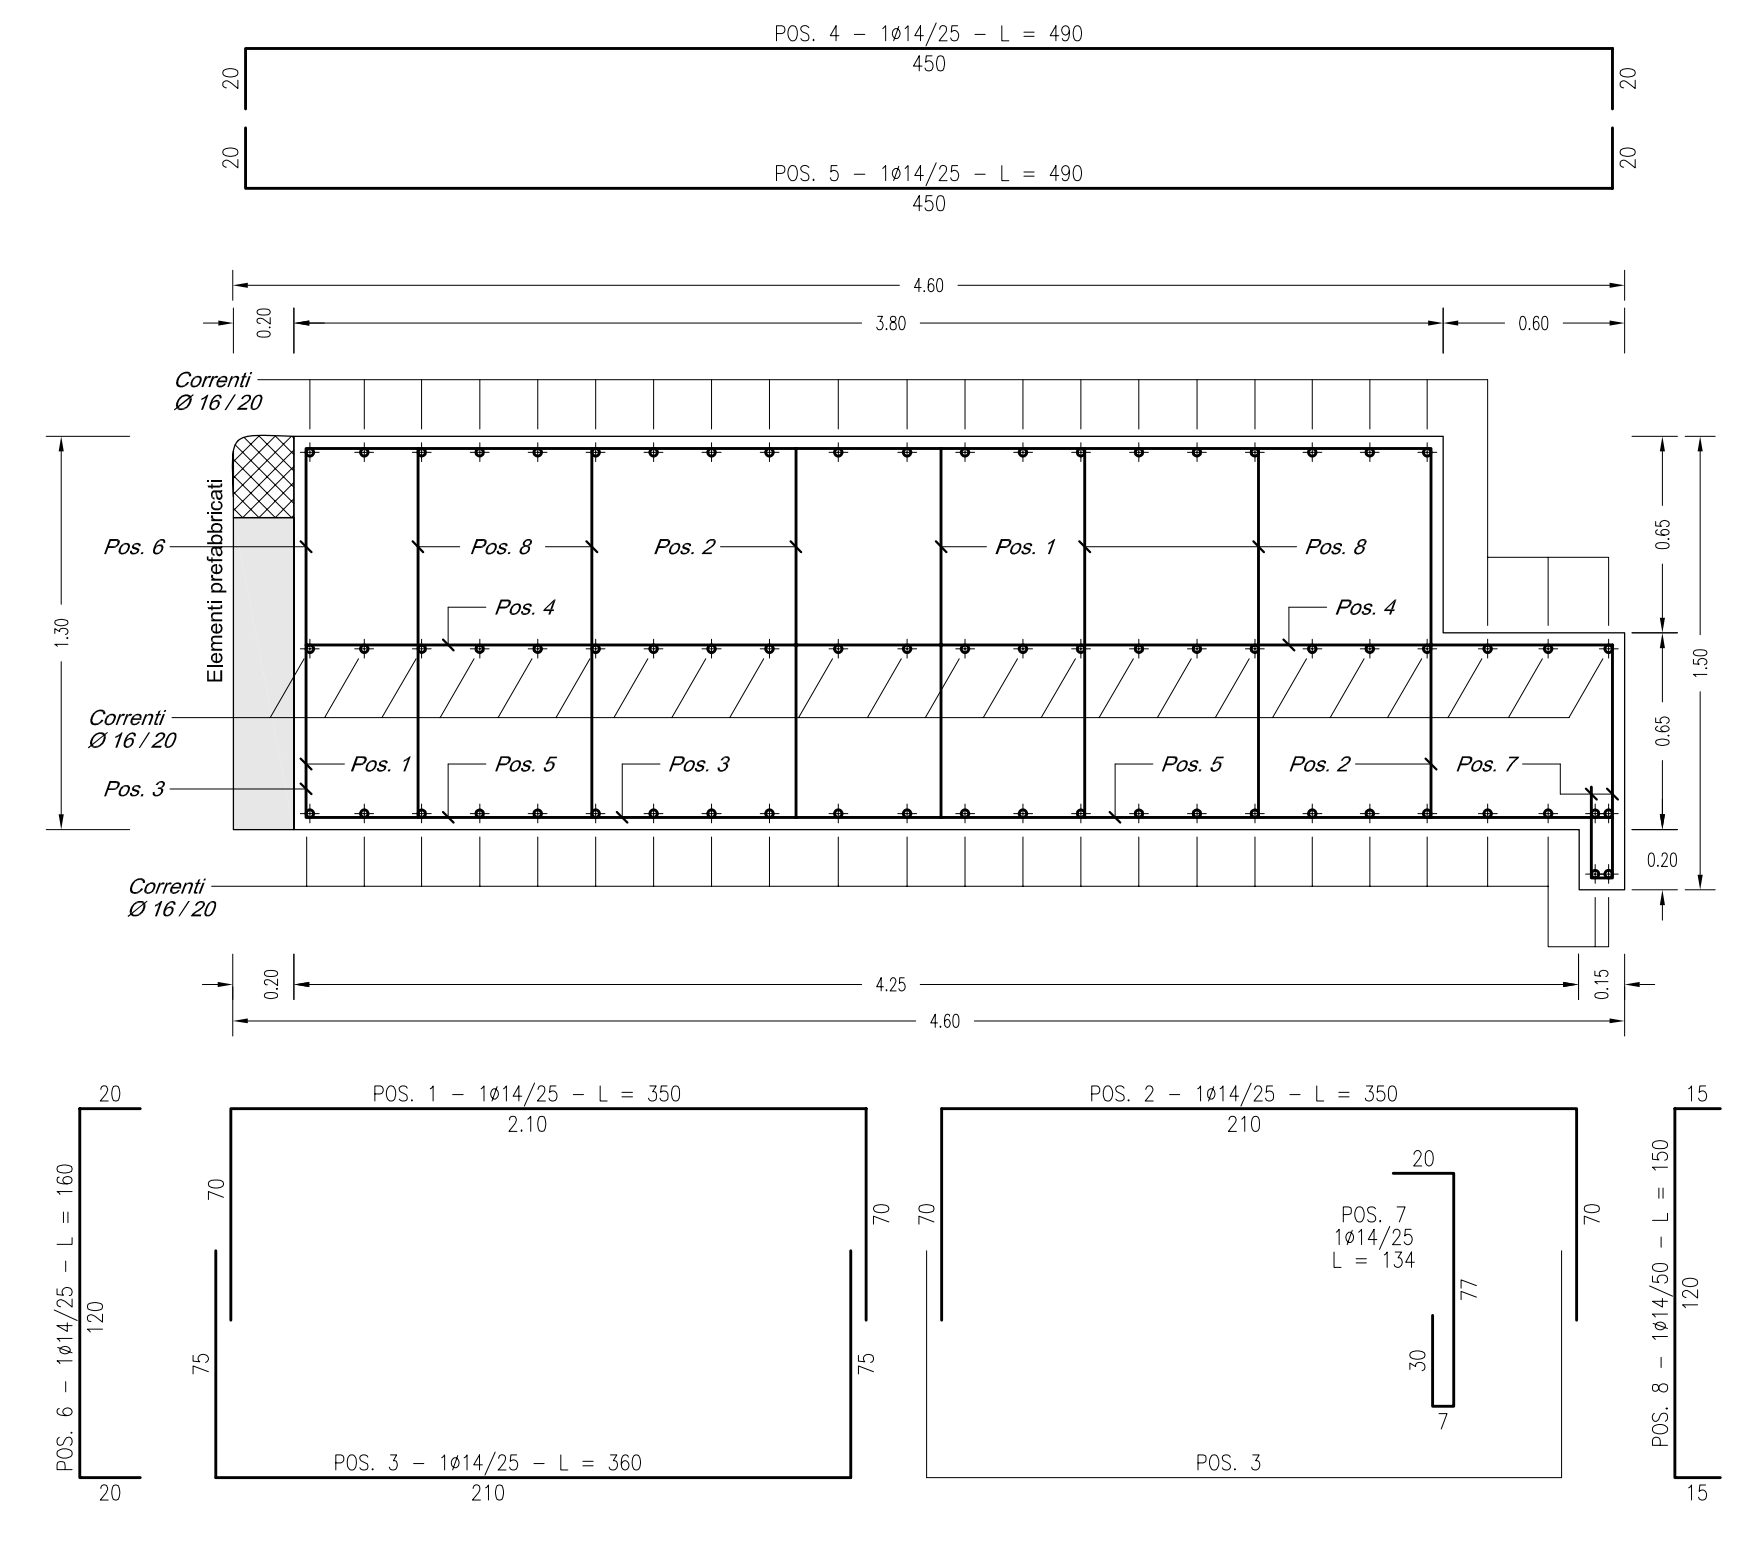 POS. 4 - 1ø14/25 - L = 490
450
20
20
20
20
POS. 5 - 1ø14/25 - L = 490
450
4.60
0.20
3.80
0.60
Correnti
Ø 16 / 20
1.30
Elementi prefabbricati
Pos. 6
Pos. 8
Pos. 2
Pos. 1
Pos. 8
Pos. 4
Pos. 4
0.65
1.50
0.65
0.20
Correnti
Ø 16 / 20
Pos. 1
Pos. 5
Pos. 3
Pos. 5
Pos. 2
Pos. 7
Pos. 3
Correnti
Ø 16 / 20
0.20
4.25
0.15
4.60
20
POS. 6 - 1ø14/25 - L = 160
120
20
POS. 1 - 1ø14/25 - L = 350
2.10
70
70
75
75
POS. 3 - 1ø14/25 - L = 360
210
POS. 2 - 1ø14/25 - L = 350
210
70
70
20
POS. 7
1ø14/25
L = 134
77
30
7
POS. 3
15
POS. 8 - 1ø14/50 - L = 150
120
15